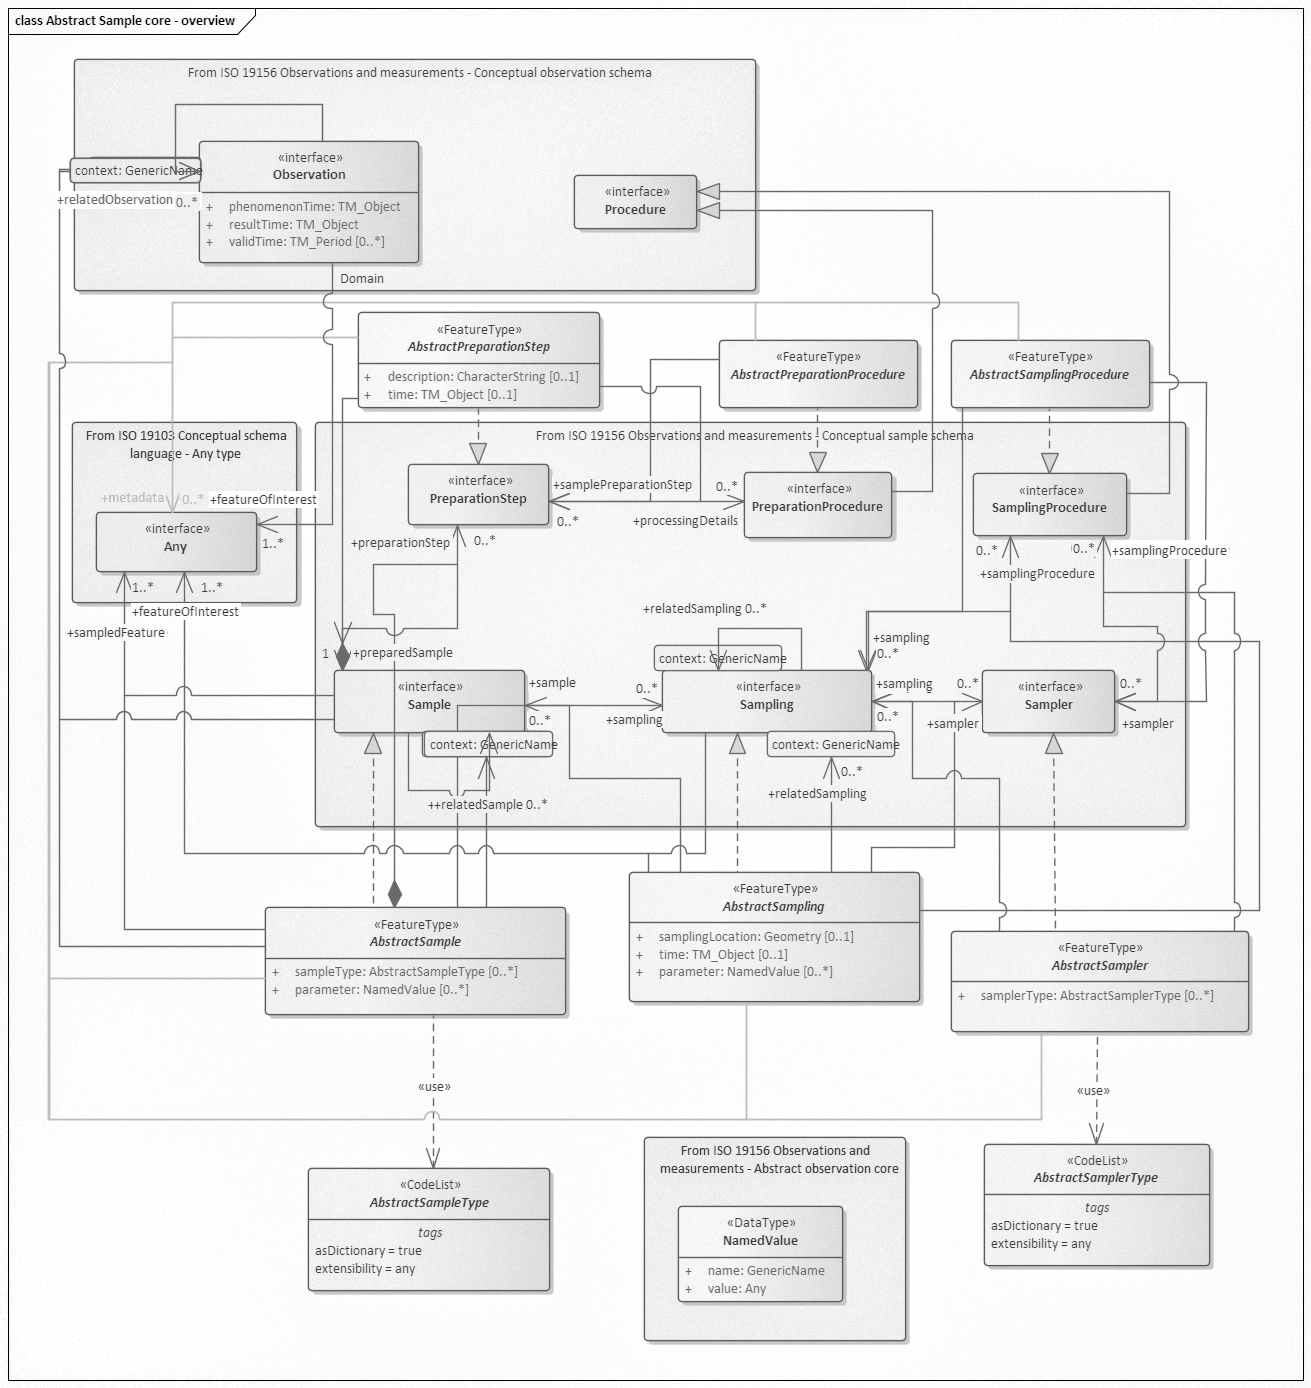 class Abstract Sample core - overview
From ISO 19156 Observations and measurements - Conceptual observation schema
«interface»
Observation
+ phenomenonTime: TM_Object
+ resultTime: TM_Object
+ validTime: TM_Period [0..*]
context: GenericName
+relatedObservation 0..*
Domain
«interface»
Procedure
«FeatureType»
AbstractPreparationStep
+ description: CharacterString [0..1]
+ time: TM_Object [0..1]
«FeatureType»
AbstractPreparationProcedure
«FeatureType»
AbstractSamplingProcedure
From ISO 19103 Conceptual schema
language - Any type
+metadata 0..*
+featureOfInterest
1..*
«interface»
Any
1..*
1..*
+featureOfInterest
+sampledFeature
From ISO 19156 Observations and measurements - Conceptual sample schema
«interface»
PreparationStep
+samplePreparationStep
0..*
0..*
+processingDetails
«interface»
PreparationProcedure
«interface»
SamplingProcedure
+preparationStep
0..*
0..*
+samplingProcedure
0..*
+samplingProcedure
1
+preparedSample
+relatedSampling 0..*
context: GenericName
+sampling
0..*
«interface»
Sample
+sample
0..*
0..*
+sampling
«interface»
Sampling
+sampling
0..*
0..*
+sampler
«interface»
Sampler
0..*
+sampler
context: GenericName
++relatedSample 0..*
context: GenericName
0..*
+relatedSampling
«FeatureType»
AbstractSample
+ sampleType: AbstractSampleType [0..*]
+ parameter: NamedValue [0..*]
«FeatureType»
AbstractSampling
+ samplingLocation: Geometry [0..1]
+ time: TM_Object [0..1]
+ parameter: NamedValue [0..*]
«FeatureType»
AbstractSampler
+ samplerType: AbstractSamplerType [0..*]
«use»
«use»
«CodeList»
AbstractSampleType
tags
asDictionary = true
extensibility = any
From ISO 19156 Observations and
measurements - Abstract observation core
«DataType»
NamedValue
+ name: GenericName
+ value: Any
«CodeList»
AbstractSamplerType
tags
asDictionary = true
extensibility = any